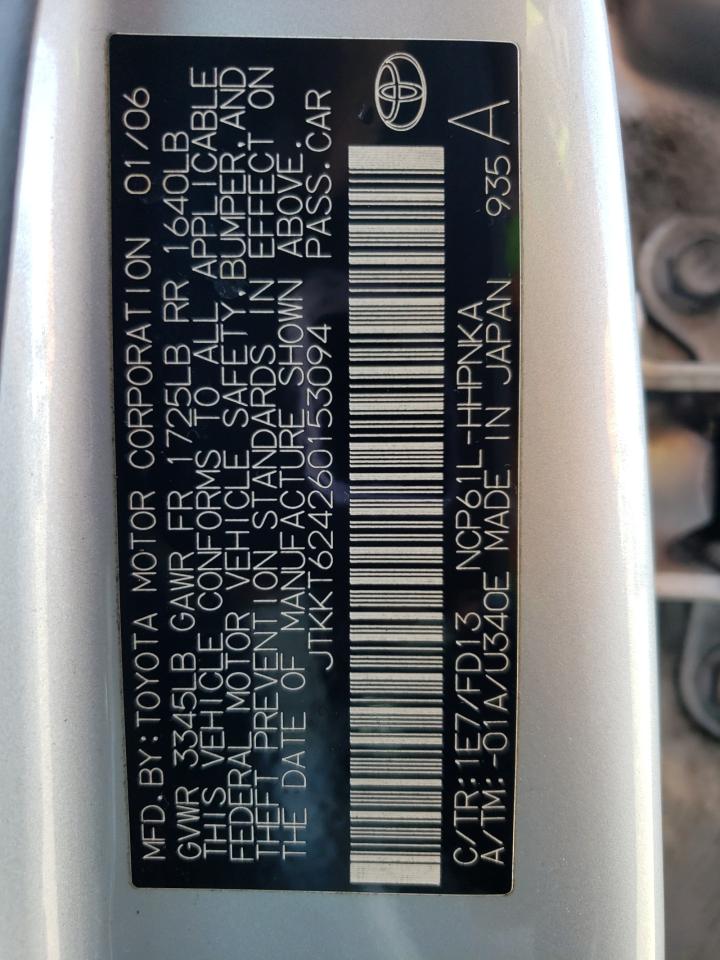 MFD.BY:TOYOTA MOTOR CORPORATION 01/06
GVWR 3345LB GAWR FR 1725LB RR 1640LB
THIS VEHICLE CONFORMS TO ALL APPLICABLE
FEDERAL MOTOR VEHICLE SAFETY,BUMPER,AND
THEFT PREVENTION STANDARDS IN EFFECT ON
THE DATE OF MANUFACTURE SHOWN ABOVE.
JTKKT624260153094 PASS.CAR
C/TR:1E7/FD13 NCP61L-HHPNKA
A/TM:-01A/U340E MADE IN JAPAN 935 A